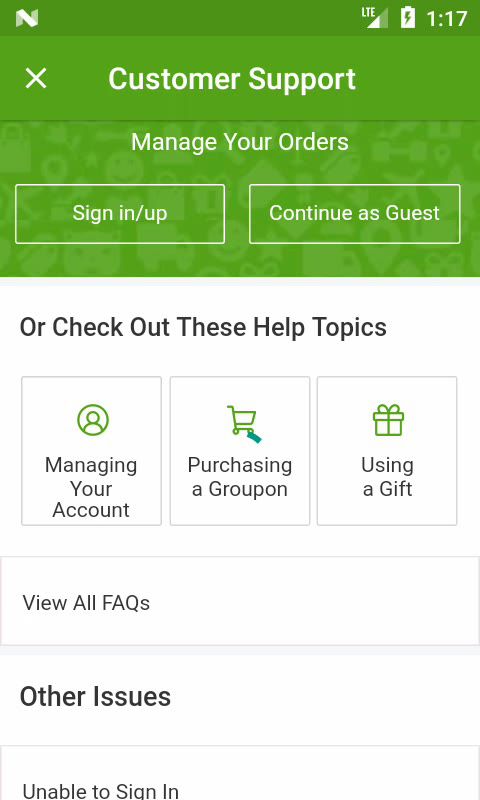 LTE 1:17
Customer Support
Manage Your Orders
Sign in/up
Continue as Guest
Or Check Out These Help Topics
Managing
Your
Account
Purchasing
a Groupon
Using
a Gift
View All FAQs
Other Issues
Unable to Sign In